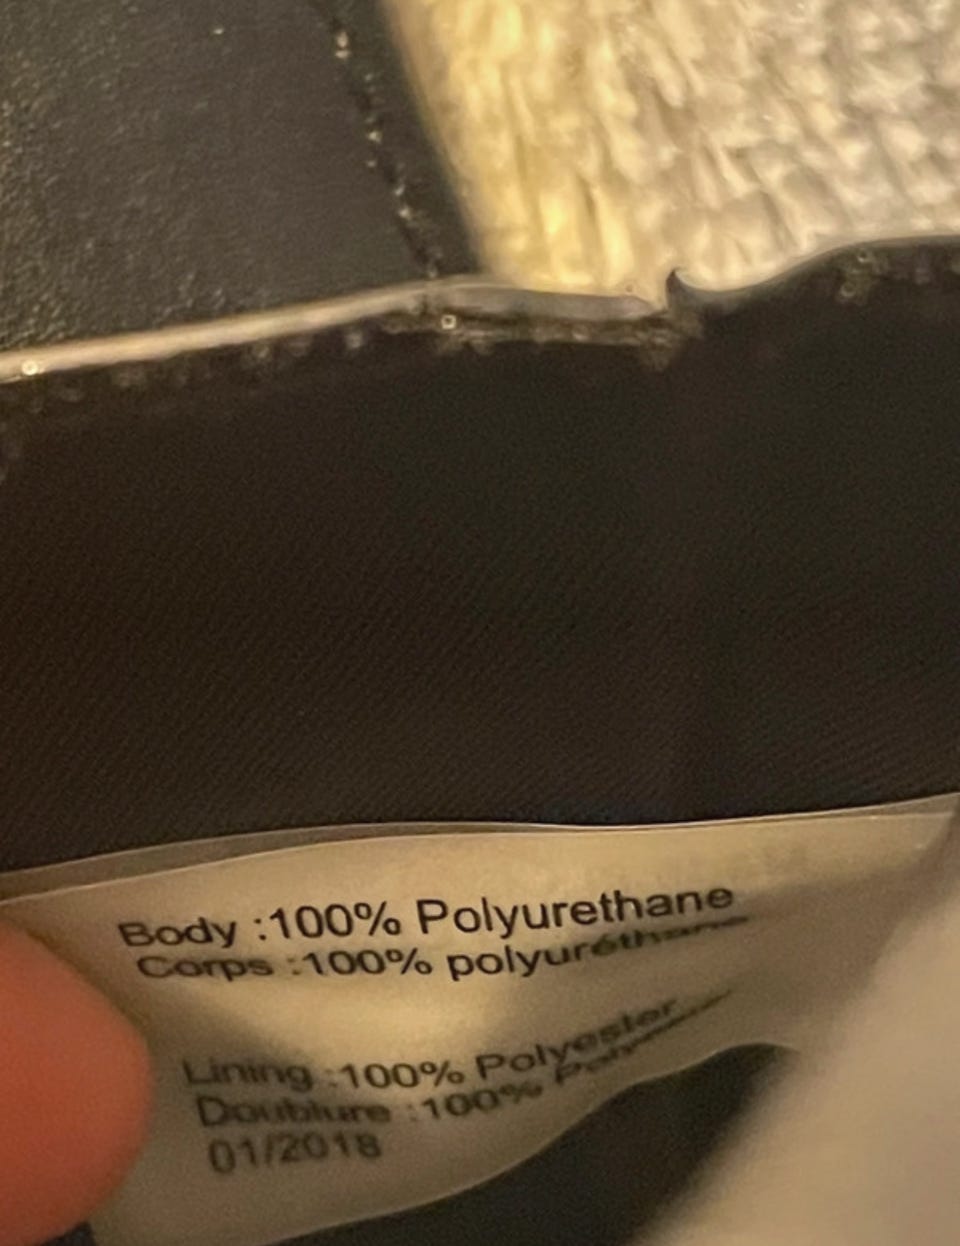 Body :100% Polyurethane
Corps :100% polyuréthane
Lining :100% Polyester
Doublure :100%
01/2018